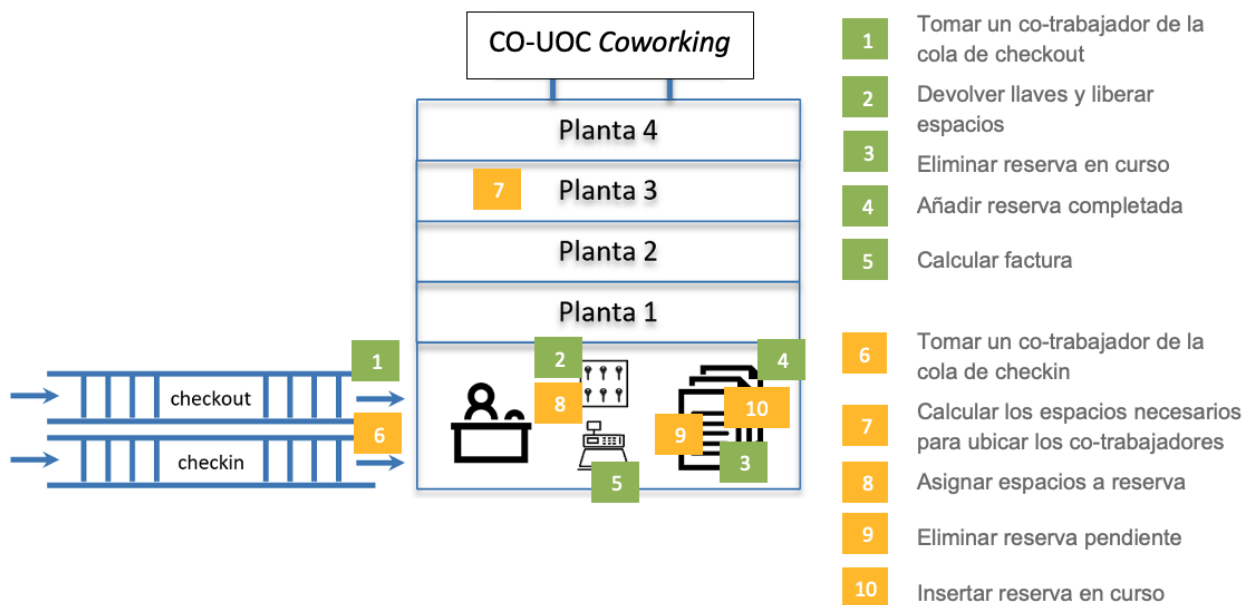 CO-UOC Coworking
Planta 4
7
Planta 3
Planta 2
Planta 1
1
checkout
6
checkin
2
8
4
10
9
3
5
1
Tomar un co-trabajador de la
cola de checkout
2
Devolver llaves y liberar
espacios
3
Eliminar reserva en curso
4
Añadir reserva completada
5
Calcular factura
6
Tomar un co-trabajador de la
cola de checkin
7
Calcular los espacios necesarios
para ubicar los co-trabajadores
8
Asignar espacios a reserva
9
Eliminar reserva pendiente
10
Insertar reserva en curso